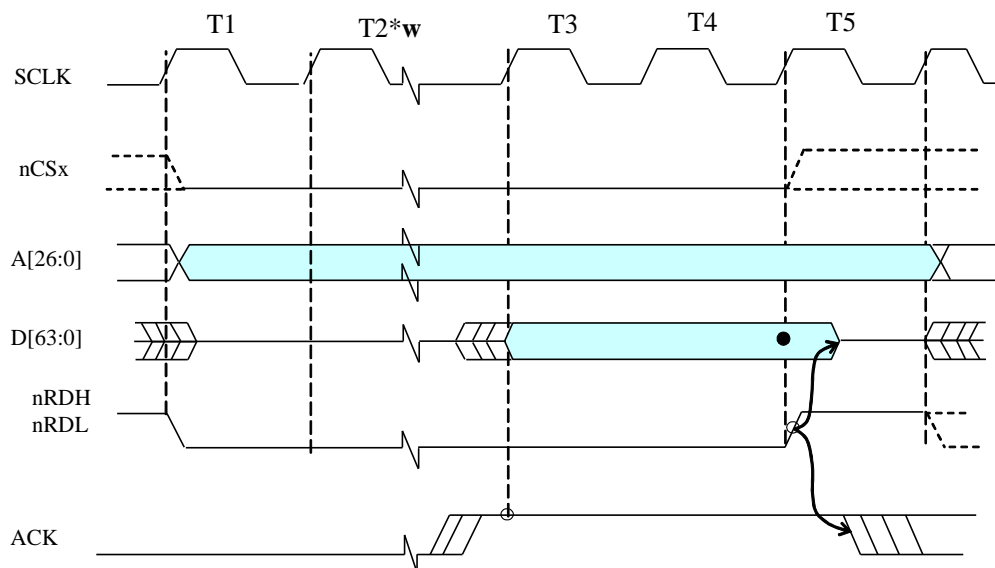 T1 T2*w T3 T4 T5
SCLK
nCSx
A[26:0]
D[63:0]
nRDH
nRDL
ACK